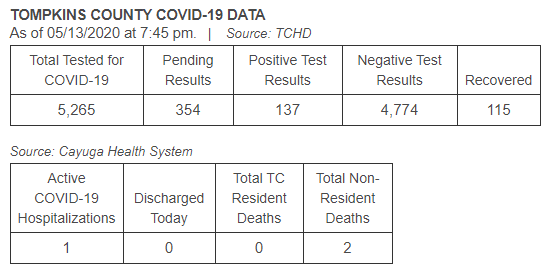 TOMPKINS COUNTY COVID-19 DATA
As of 05/13/2020 at 7:45 pm. | Source: TCHD
Total Tested for COVID-19 Pending Results Positive Test Results Negative Test Results Recovered
5,265 354 137 4,774 115
Source: Cayuga Health System
Active COVID-19 Hospitalizations Discharged Today Total TC Resident Deaths Total Non-Resident Deaths
1 0 0 2